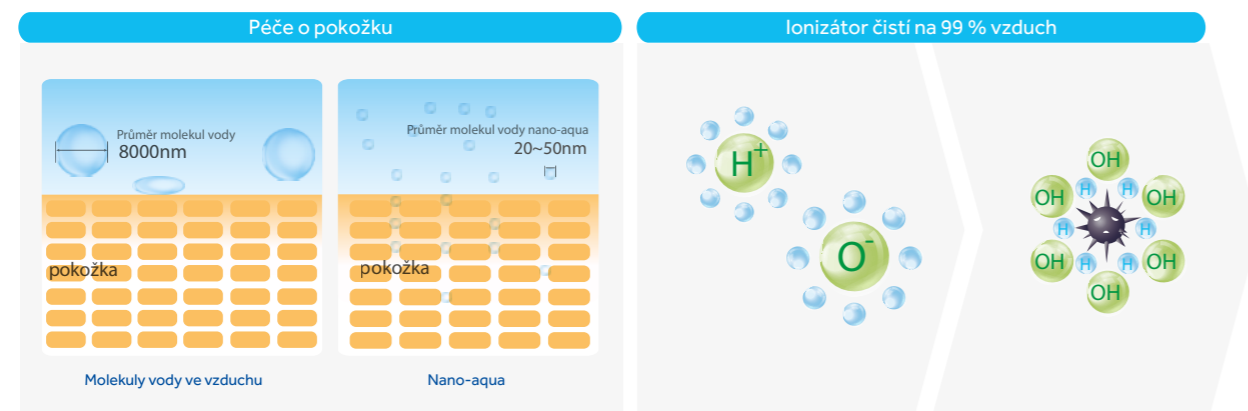 Péče o pokožku
Průměr molekul vody
8000nm
pokožka
Molekuly vody ve vzduchu
Průměr molekul vody nano-aqua
20~50nm
pokožka
Nano-aqua
Ionizátor čistí na 99 % vzduch
H+
O-
OH
OH
H
H
OH
H
H
OH
H
H
OH
OH